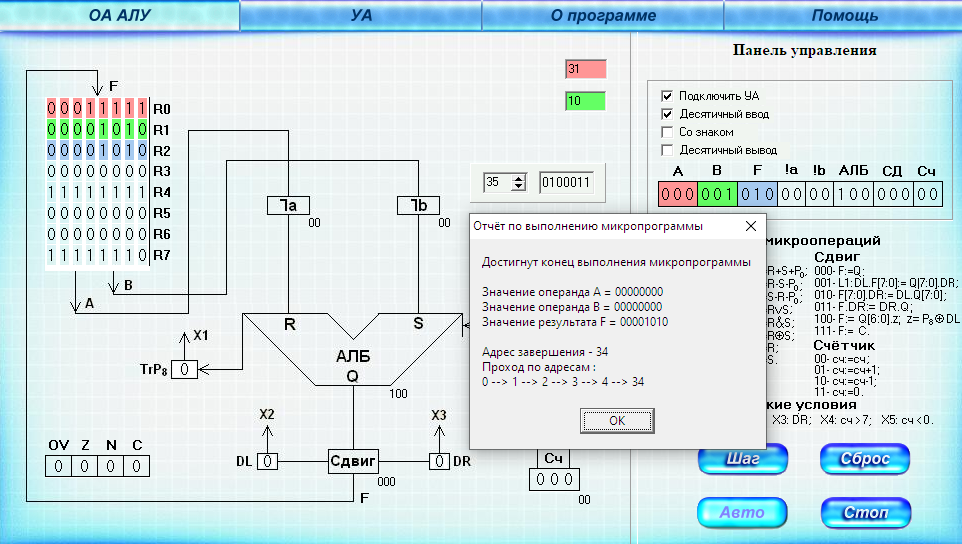 ОА АЛУ УА О программе Помощь
Панель управления
31
10
F
0 0 0 1 1 1 1 1 R0
0 0 0 0 1 0 1 0 R1
0 0 0 0 1 0 1 0 R2
0 0 0 0 0 0 0 0 R3
1 1 1 1 1 1 1 1 R4
0 0 0 0 0 0 0 0 R5
0 0 0 0 0 0 0 0 R6
1 1 1 1 1 1 1 0 R7
Подключить УА
Десятичный ввод
Со знаком
Десятичный вывод
35 0100011
A B F !a !b АЛБ СД Сч
000 001 010 00 00 100 000 00
⅂a
00
⅂b
00
A
B
R S
АЛБ
Q
100
X1
TrP8 0
X2
DL 0
X3
0 DR
Сдвиг
000
F
OV Z N C
0 0 0 0
Сч
0 0 0
00
Отчёт по выполнению микропрограммы
Достигнут конец выполнения микропрограммы
Значение операнда A = 00000000
Значение операнда B = 00000000
Значение результата F = 00001010
Адрес завершения - 34
Проход по адресам :
0 --> 1 --> 2 --> 3 --> 4 --> 34
OK
микроопераций
Сдвиг
R+S+P0; 000- F:=Q;
R-S-P0; 001- L1:DL.F[7:0]:= Q[7:0].DR;
S-R-P0; 010- F[7:0].DR:= DL.Q[7:0];
R∨S; 011- F.DR:= DR.Q;
R&S; 100- F:= Q[6:0].z; z= P8⊕DL
R⊕S; 111- F:= C.
Счётчик
00- сч:=сч;
01- сч:=сч+1;
10- сч:=сч-1;
11- сч:=0.
кие условия
X3: DR; X4: сч>7; X5: сч<0.
Шаг Сброс
Авто Стоп